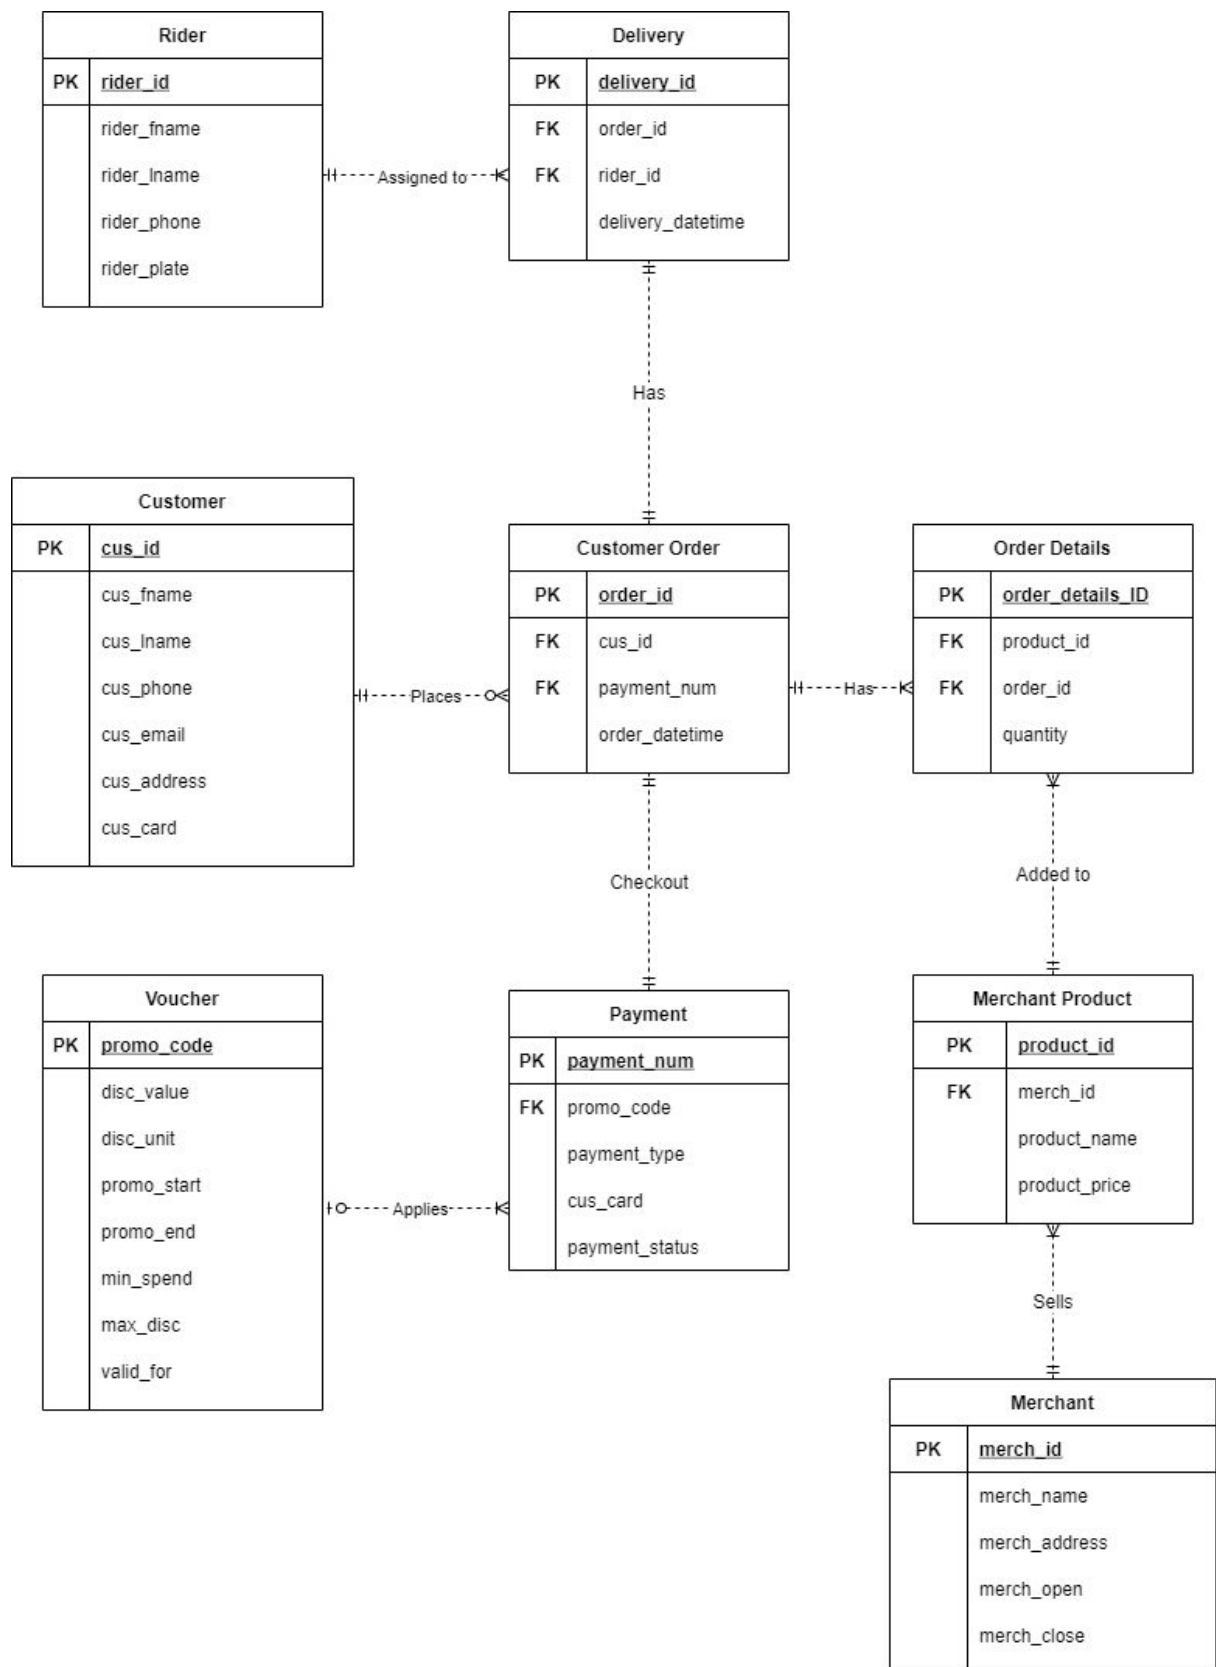 Rider
PK rider_id
rider_fname
rider_lname
rider_phone
rider_plate
Assigned to
Delivery
PK delivery_id
FK order_id
FK rider_id
delivery_datetime
Has
Customer
PK cus_id
cus_fname
cus_lname
cus_phone
cus_email
cus_address
cus_card
Places
Customer Order
PK order_id
FK cus_id
FK payment_num
order_datetime
Has
Order Details
PK order_details_ID
FK product_id
FK order_id
quantity
Checkout
Added to
Voucher
PK promo_code
disc_value
disc_unit
promo_start
promo_end
min_spend
max_disc
valid_for
Applies
Payment
PK payment_num
FK promo_code
payment_type
cus_card
payment_status
Merchant Product
PK product_id
FK merch_id
product_name
product_price
Sells
Merchant
PK merch_id
merch_name
merch_address
merch_open
merch_close